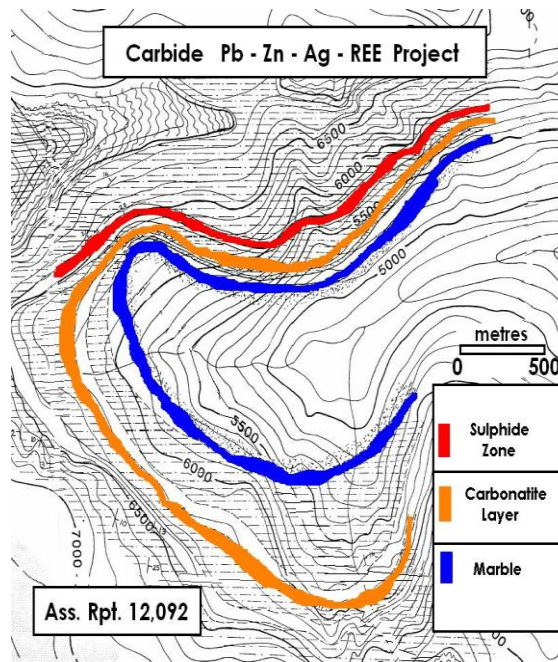 Carbide Pb - Zn - Ag - REE Project
6500
6000
5500
5000
metres
0 500
5500
6000
6500
7000
Sulphide
Zone
Carbonatite
Layer
Marble
Ass. Rpt. 12,092